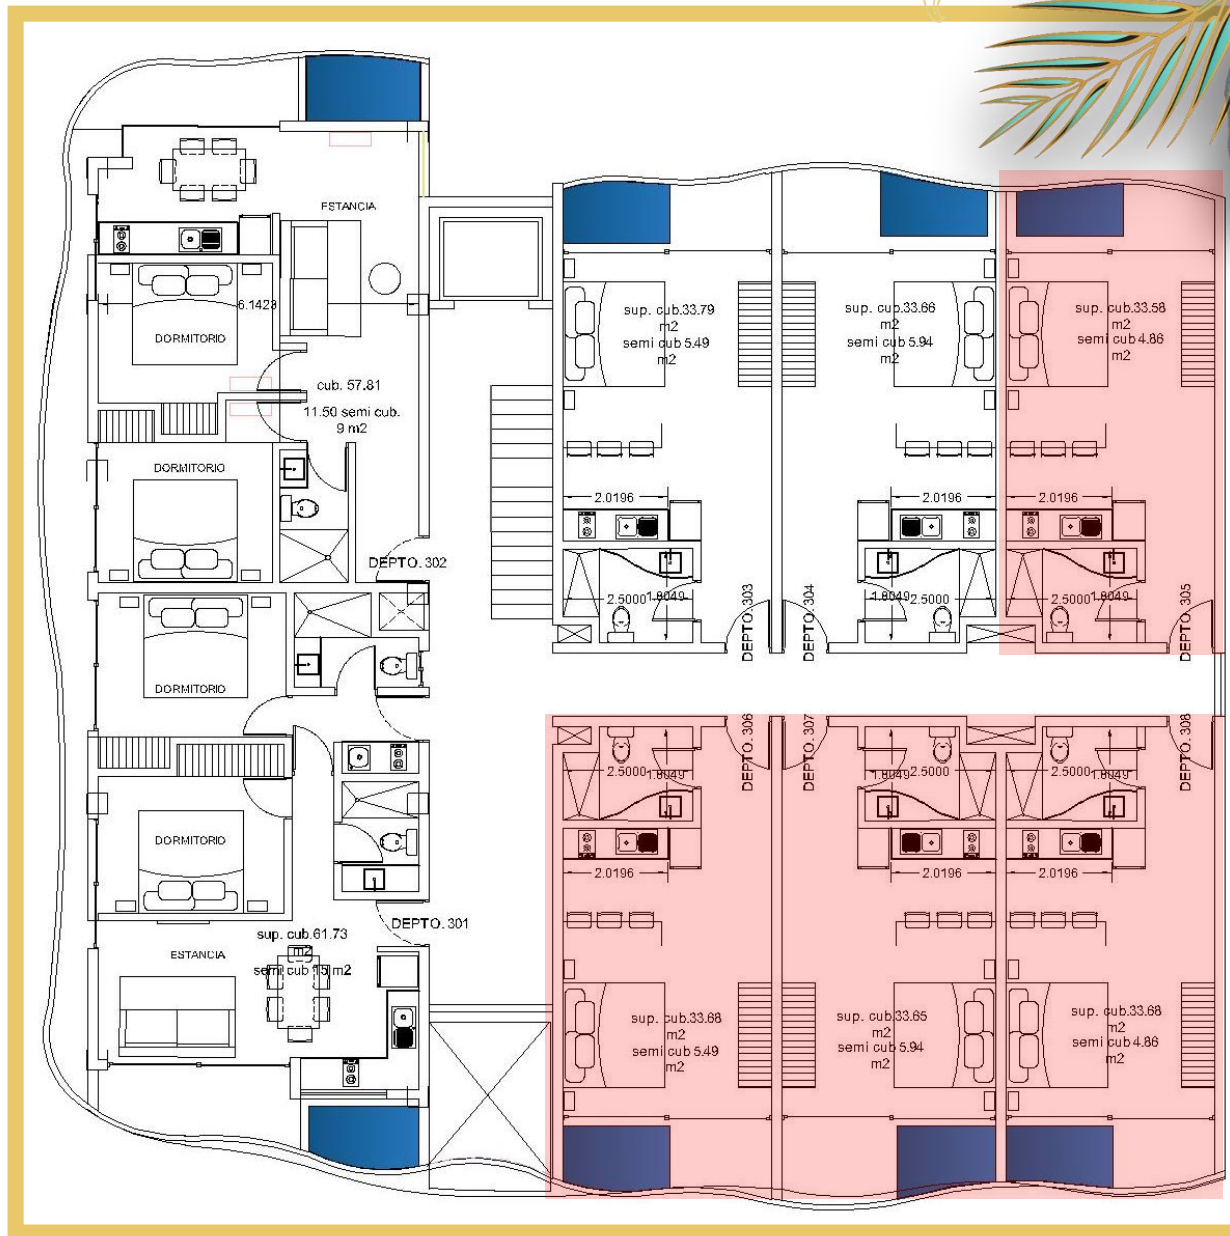 ESTANCIA
6.1423
DORMITORIO
cub. 57.81
11.50 semi cub.
9 m2
DORMITORIO
DEPTO. 302
DORMITORIO
DORMITORIO
DEPTO. 301
sup. cub.61.73
m2
semi cub 15 m2
ESTANCIA
sup. cub.33.79
m2
semi cub 5.49
m2
2.0196
2.5000
1.8049
DEPTO. 303
sup. cub.33.66
m2
semi cub 5.94
m2
2.0196
1.8049
2.5000
DEPTO. 304
sup. cub.33.58
m2
semi cub 4.86
m2
2.0196
2.5000
1.8049
DEPTO. 305
DEPTO. 306
2.5000
1.8049
2.0196
sup. cub.33.68
m2
semi cub 5.49
m2
DEPTO. 307
1.8049
2.5000
2.0196
sup. cub.33.65
m2
semi cub 5.94
m2
DEPTO. 308
2.5000
1.8049
2.0196
sup. cub.33.68
m2
semi cub 4.86
m2